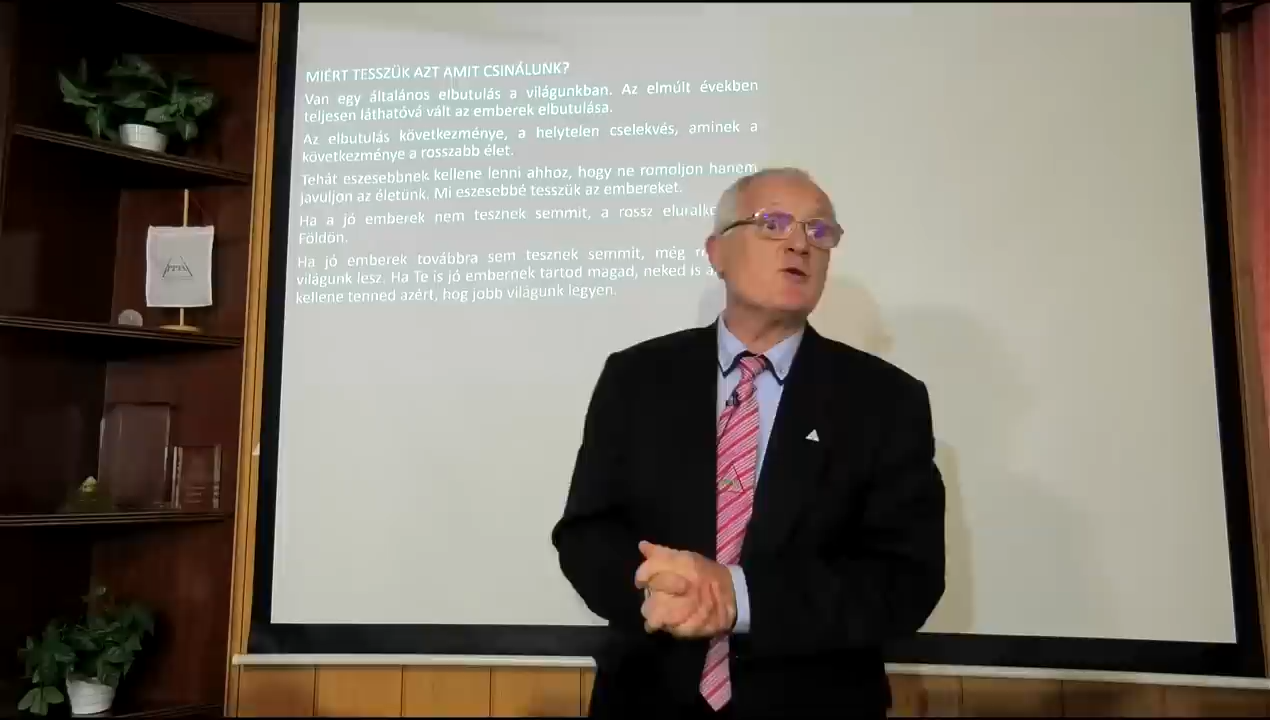 MIÉRT TESSZÜK AZT AMIT CSINÁLUNK?
Van egy általános elbutulás a világunkban. Az elmúlt években
teljesen láthatóvá vált az emberek elbutulása.
Az elbutulás következménye, a helytelen cselekvés, aminek a
következménye a rosszabb élet.
Tehát eszesebbnek kellene lenni ahhoz, hogy ne romoljon hanem
javuljon az életünk. Mi eszesebbé tesszük az embereket.
Ha a jó emberek nem tesznek semmit, a rossz
Földön.
Ha jó emberek továbbra sem tesznek semmit, még
világunk lesz. Ha Te is jó embernek tartod magad, neked is
kellene tenned azért, hog jobb világunk legyen.